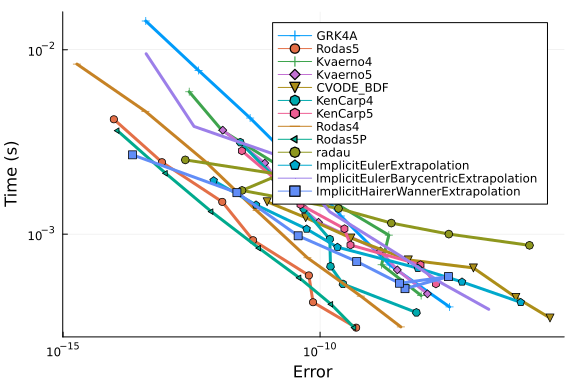 10⁻²
10⁻³
Time (s)
GRK4A
Rodas5
Kvaerno4
Kvaerno5
CVODE_BDF
KenCarp4
KenCarp5
Rodas4
Rodas5P
radau
ImplicitEulerExtrapolation
ImplicitEulerBarycentricExtrapolation
ImplicitHairerWannerExtrapolation
10⁻¹⁵
10⁻¹⁰
Error